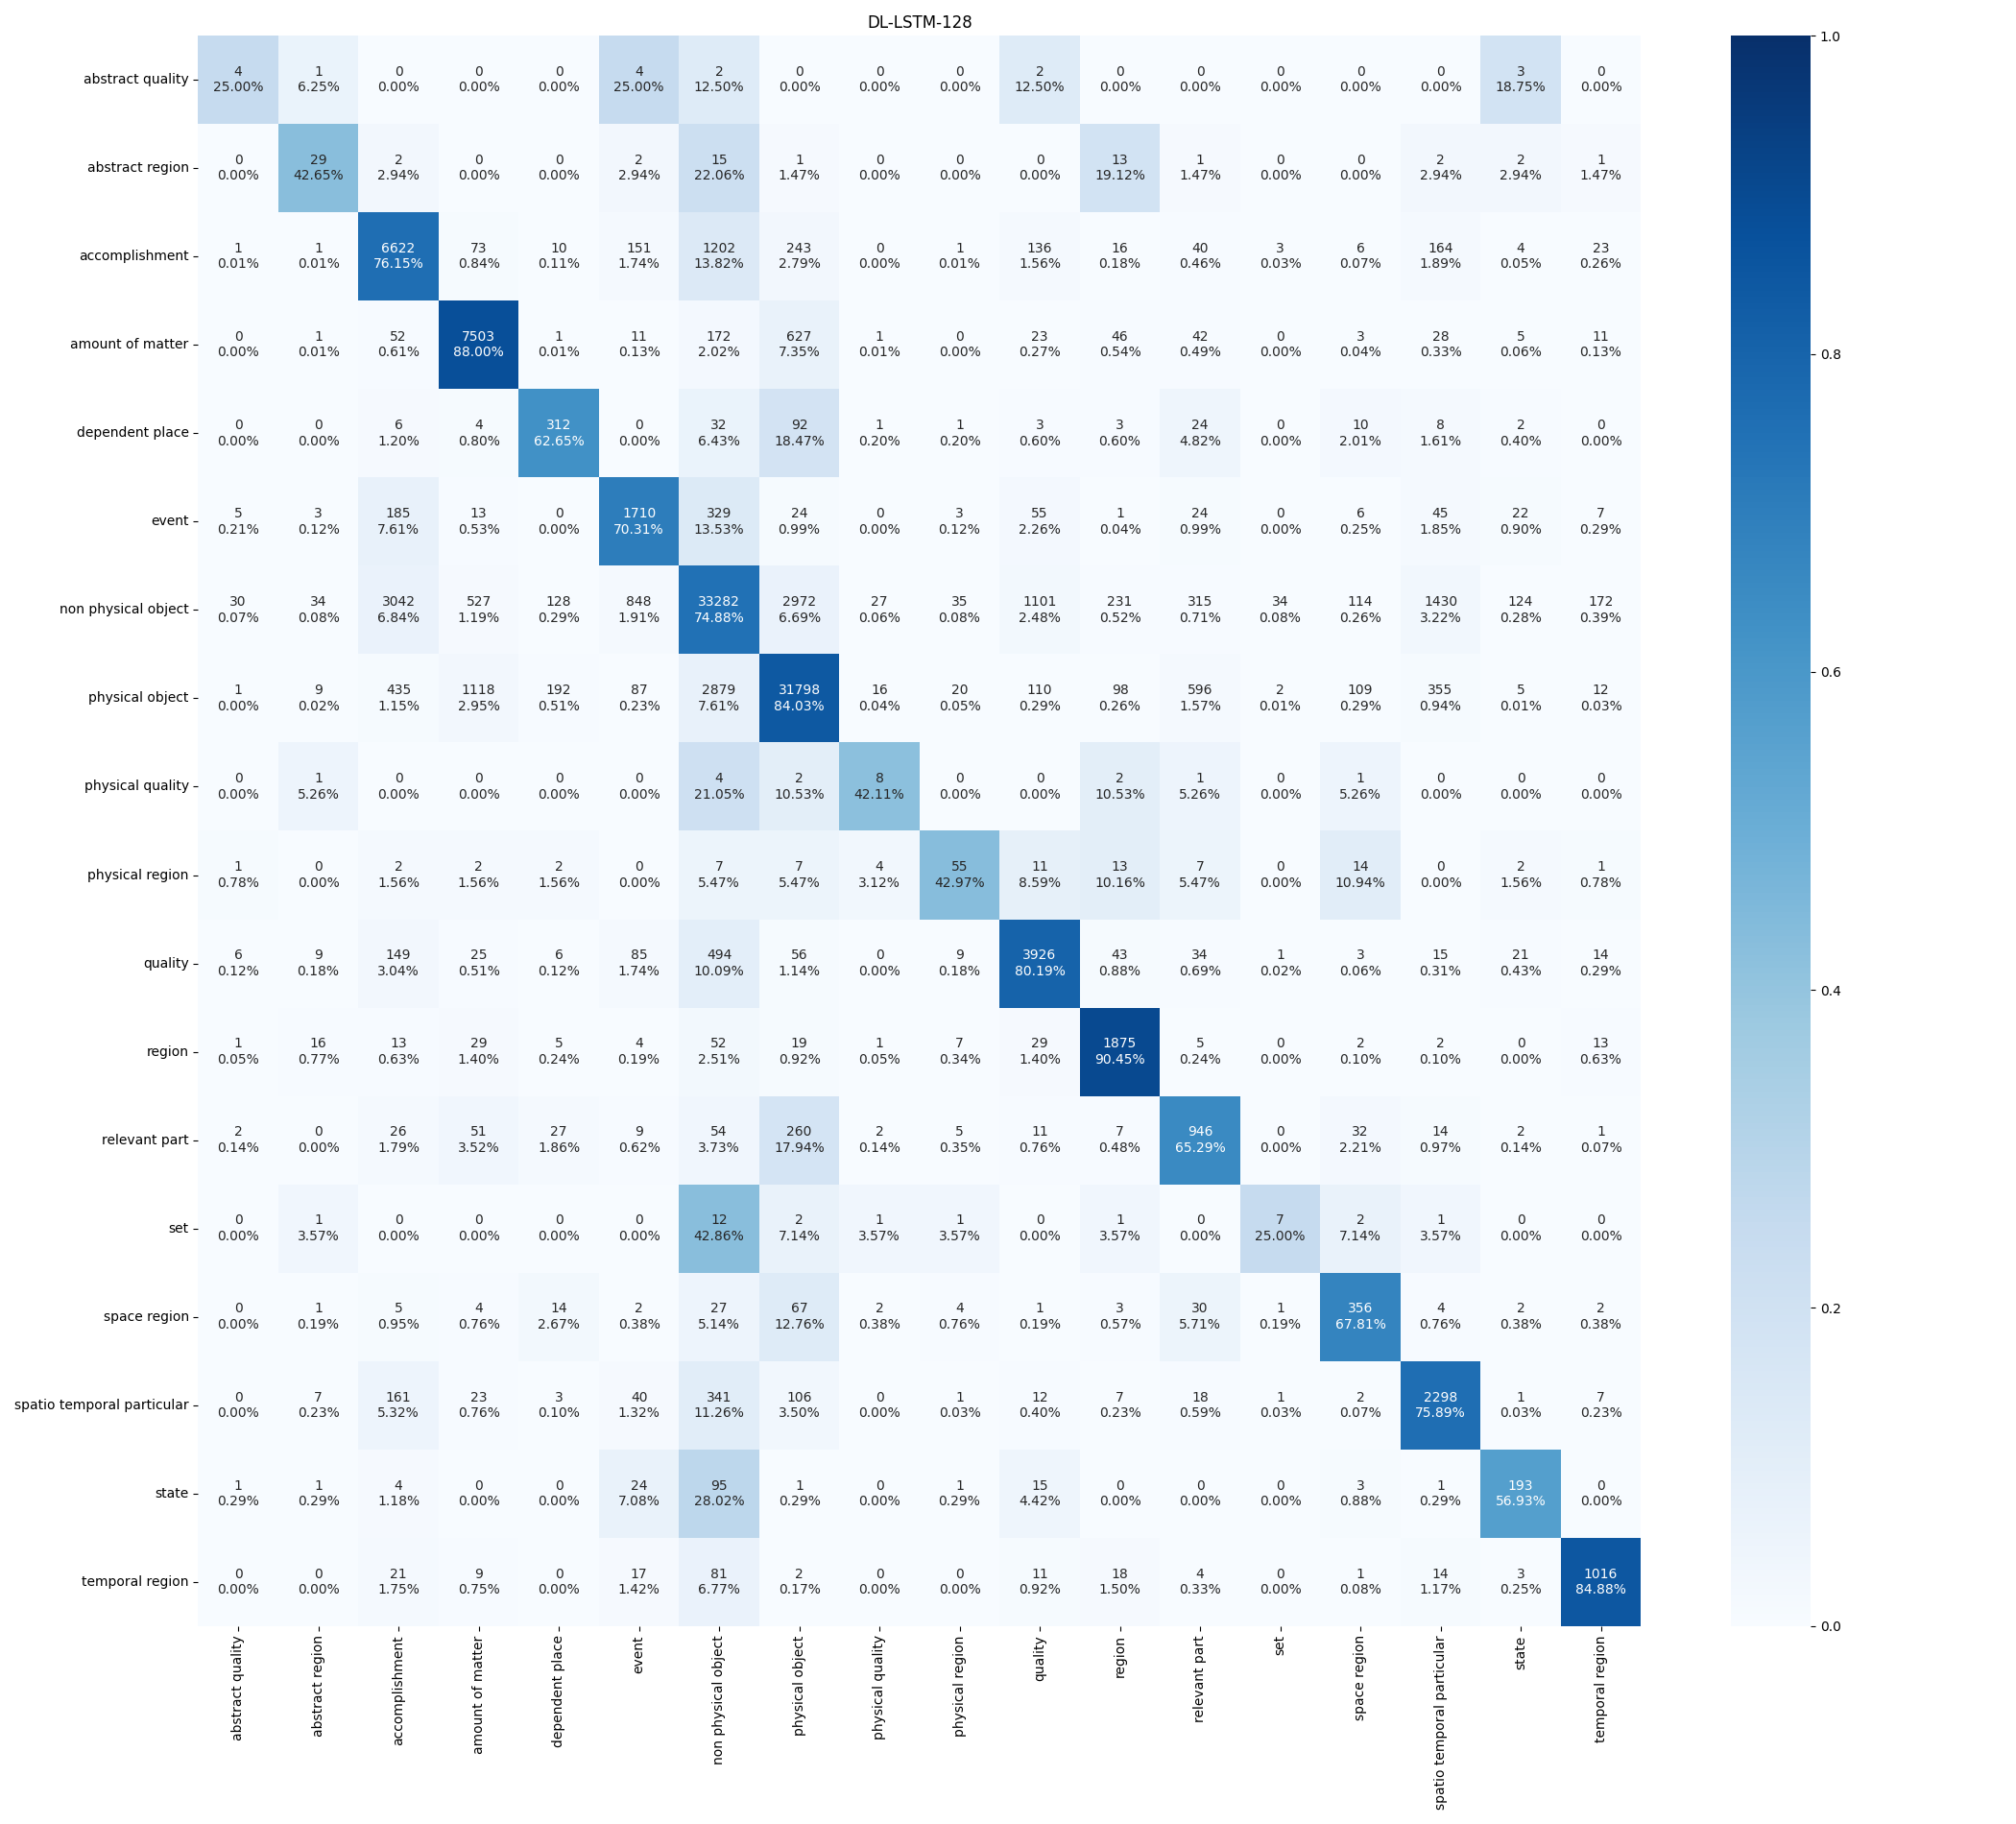 DL-LSTM-128
abstract quality
4 1 0 0 0 4 2 0 0 0 2 0 0 0 0 0 3 0
25.00% 6.25% 0.00% 0.00% 0.00% 25.00% 12.50% 0.00% 0.00% 0.00% 12.50% 0.00% 0.00% 0.00% 0.00% 0.00% 18.75% 0.00%
abstract region
0 29 2 0 0 2 15 1 0 0 0 13 1 0 0 2 2 1
0.00% 42.65% 2.94% 0.00% 0.00% 2.94% 22.06% 1.47% 0.00% 0.00% 0.00% 19.12% 1.47% 0.00% 0.00% 2.94% 2.94% 1.47%
accomplishment
1 1 6622 73 10 151 1202 243 0 1 136 16 40 3 6 164 4 23
0.01% 0.01% 76.15% 0.84% 0.11% 1.74% 13.82% 2.79% 0.00% 0.01% 1.56% 0.18% 0.46% 0.03% 0.07% 1.89% 0.05% 0.26%
amount of matter
0 1 52 7503 1 11 172 627 1 0 23 46 42 0 3 28 5 11
0.00% 0.01% 0.61% 88.00% 0.01% 0.13% 2.02% 7.35% 0.01% 0.00% 0.27% 0.54% 0.49% 0.00% 0.04% 0.33% 0.06% 0.13%
dependent place
0 0 6 4 312 0 32 92 1 1 3 3 24 0 10 8 2 0
0.00% 0.00% 1.20% 0.80% 62.65% 0.00% 6.43% 18.47% 0.20% 0.20% 0.60% 0.60% 4.82% 0.00% 2.01% 1.61% 0.40% 0.00%
event
5 3 185 13 0 1710 329 24 0 3 55 1 24 0 6 45 22 7
0.21% 0.12% 7.61% 0.53% 0.00% 70.31% 13.53% 0.99% 0.00% 0.12% 2.26% 0.04% 0.99% 0.00% 0.25% 1.85% 0.90% 0.29%
non physical object
30 34 3042 527 128 848 33282 2972 27 35 1101 231 315 34 114 1430 124 172
0.07% 0.08% 6.84% 1.19% 0.29% 1.91% 74.88% 6.69% 0.06% 0.08% 2.48% 0.52% 0.71% 0.08% 0.26% 3.22% 0.28% 0.39%
physical object
1 9 435 1118 192 87 2879 31798 16 20 110 98 596 2 109 355 5 12
0.00% 0.02% 1.15% 2.95% 0.51% 0.23% 7.61% 84.03% 0.04% 0.05% 0.29% 0.26% 1.57% 0.01% 0.29% 0.94% 0.01% 0.03%
physical quality
0 1 0 0 0 0 4 2 8 0 0 2 1 0 1 0 0 0
0.00% 5.26% 0.00% 0.00% 0.00% 0.00% 21.05% 10.53% 42.11% 0.00% 0.00% 10.53% 5.26% 0.00% 5.26% 0.00% 0.00% 0.00%
physical region
1 0 2 2 2 0 7 7 4 55 11 13 7 0 14 0 2 1
0.78% 0.00% 1.56% 1.56% 1.56% 0.00% 5.47% 5.47% 3.12% 42.97% 8.59% 10.16% 5.47% 0.00% 10.94% 0.00% 1.56% 0.78%
quality
6 9 149 25 6 85 494 56 0 9 3926 43 34 1 3 15 21 14
0.12% 0.18% 3.04% 0.51% 0.12% 1.74% 10.09% 1.14% 0.00% 0.18% 80.19% 0.88% 0.69% 0.02% 0.06% 0.31% 0.43% 0.29%
region
1 16 13 29 5 4 52 19 1 7 29 1875 5 0 2 2 0 13
0.05% 0.77% 0.63% 1.40% 0.24% 0.19% 2.51% 0.92% 0.05% 0.34% 1.40% 90.45% 0.24% 0.00% 0.10% 0.10% 0.00% 0.63%
relevant part
2 0 26 51 27 9 54 260 2 5 11 7 946 0 32 14 2 1
0.14% 0.00% 1.79% 3.52% 1.86% 0.62% 3.73% 17.94% 0.14% 0.35% 0.76% 0.48% 65.29% 0.00% 2.21% 0.97% 0.14% 0.07%
set
0 1 0 0 0 0 12 2 1 1 0 1 0 7 2 1 0 0
0.00% 3.57% 0.00% 0.00% 0.00% 0.00% 42.86% 7.14% 3.57% 3.57% 0.00% 3.57% 0.00% 25.00% 7.14% 3.57% 0.00% 0.00%
space region
0 1 5 4 14 2 27 67 2 4 1 3 30 1 356 4 2 2
0.00% 0.19% 0.95% 0.76% 2.67% 0.38% 5.14% 12.76% 0.38% 0.76% 0.19% 0.57% 5.71% 0.19% 67.81% 0.76% 0.38% 0.38%
spatio temporal particular
0 7 161 23 3 40 341 106 0 1 12 7 18 1 2 2298 1 7
0.00% 0.23% 5.32% 0.76% 0.10% 1.32% 11.26% 3.50% 0.00% 0.03% 0.40% 0.23% 0.59% 0.03% 0.07% 75.89% 0.03% 0.23%
state
1 1 4 0 0 24 95 1 0 1 15 0 0 0 3 1 193 0
0.29% 0.29% 1.18% 0.00% 0.00% 7.08% 28.02% 0.29% 0.00% 0.29% 4.42% 0.00% 0.00% 0.00% 0.88% 0.29% 56.93% 0.00%
temporal region
0 0 21 9 0 17 81 2 0 0 11 18 4 0 1 14 3 1016
0.00% 0.00% 1.75% 0.75% 0.00% 1.42% 6.77% 0.17% 0.00% 0.00% 0.92% 1.50% 0.33% 0.00% 0.08% 1.17% 0.25% 84.88%
abstract quality
abstract region
accomplishment
amount of matter
dependent place
event
non physical object
physical object
physical quality
physical region
quality
region
relevant part
set
space region
spatio temporal particular
state
temporal region
1.0
0.8
0.6
0.4
0.2
0.0